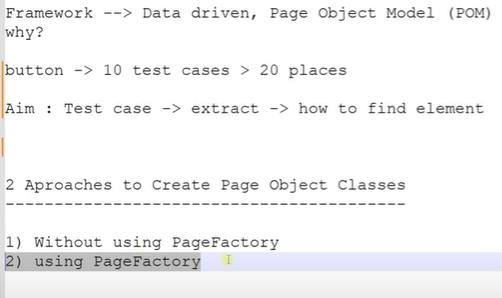 Framework --> Data driven, Page Object Model (POM)
why?
button -> 10 test cases > 20 places
Aim : Test case -> extract -> how to find element
2 Aproaches to Create Page Object Classes
-----------------------------------------
1) Without using PageFactory
2) using PageFactory